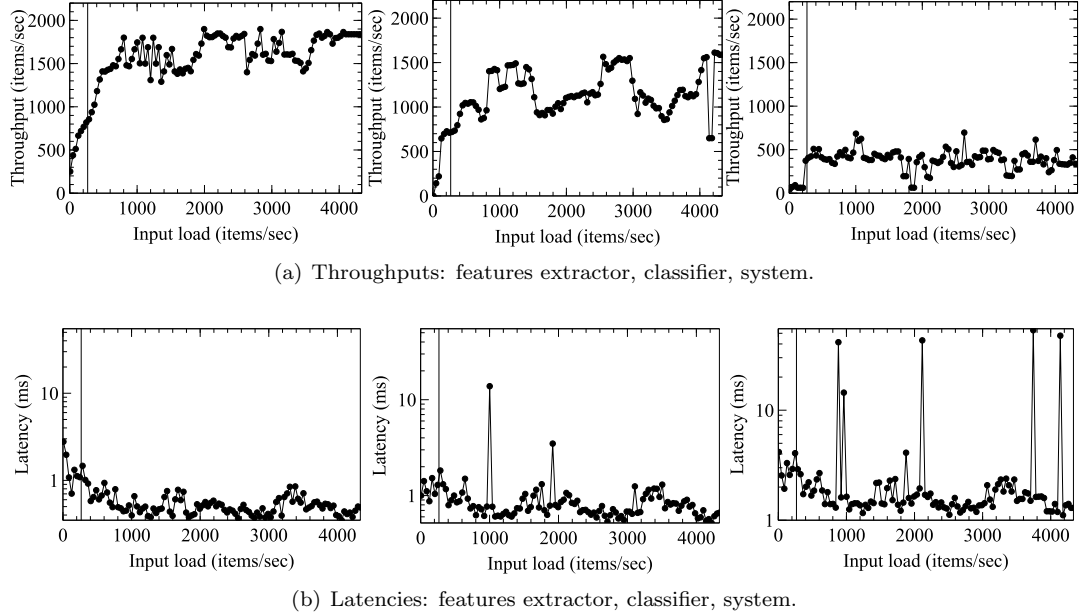 Throughput (items/sec)
2000
1500
1000
500
0
0 1000 2000 3000 4000
Input load (items/sec)
Throughput (items/sec)
2000
1500
1000
500
0
0 1000 2000 3000 4000
Input load (items/sec)
Throughput (items/sec)
2000
1500
1000
500
0
0 1000 2000 3000 4000
Input load (items/sec)
(a) Throughputs: features extractor, classifier, system.
Latency (ms)
10
1
0 1000 2000 3000 4000
Input load (items/sec)
Latency (ms)
10
1
0 1000 2000 3000 4000
Input load (items/sec)
Latency (ms)
10
1
0 1000 2000 3000 4000
Input load (items/sec)
(b) Latencies: features extractor, classifier, system.